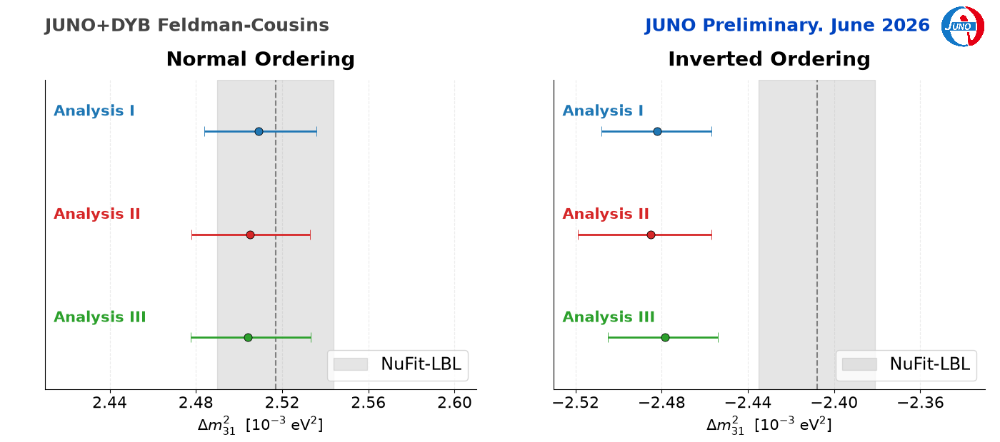 JUNO+DYB Feldman-Cousins
JUNO Preliminary. June 2026
JUNO
Normal Ordering
Analysis I
Analysis II
Analysis III
NuFit-LBL
2.44 2.48 2.52 2.56 2.60
Δm²₃₁ [10⁻³ eV²]
Inverted Ordering
Analysis I
Analysis II
Analysis III
NuFit-LBL
−2.52 −2.48 −2.44 −2.40 −2.36
Δm²₃₁ [10⁻³ eV²]